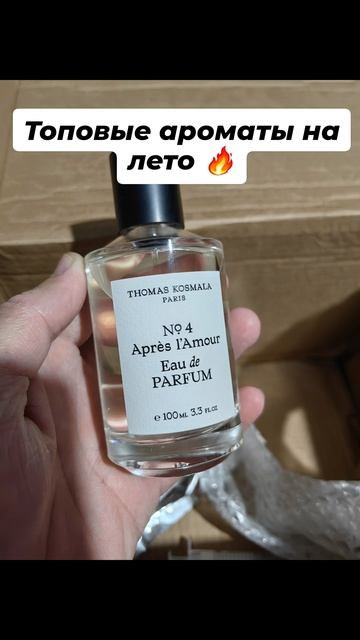 Топовые ароматы на
лето 🔥
THOMAS KOSMALA
PARIS
Nº 4
Après l'Amour
Eau de
PARFUM
e 100 ML 3.3 FL OZ